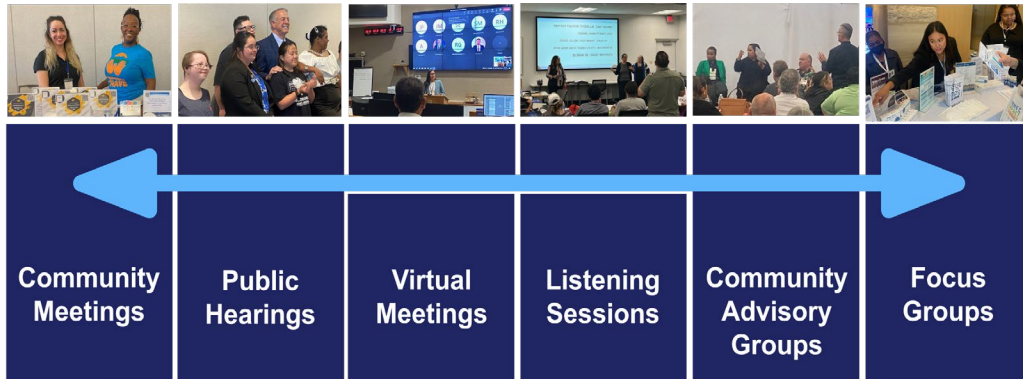 Community
Meetings
Public
Hearings
Virtual
Meetings
Listening
Sessions
Community
Advisory
Groups
Focus
Groups